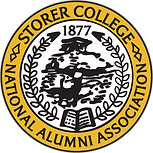 STORER COLLEGE
1877
NATIONAL ALUMNI ASSOCIATION